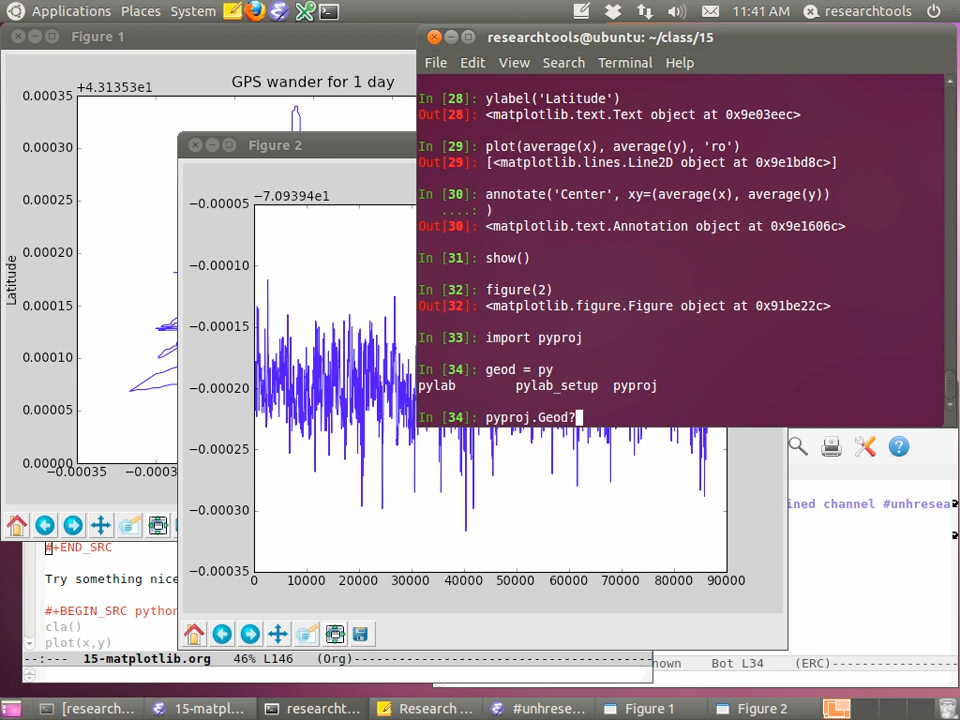 Applications Places System 11:41 AM researchtools
Figure 1
+4.31353e1
GPS wander for 1 day
0.00035
0.00030
0.00025
0.00020
0.00015
0.00010
0.00005
0.00000
Latitude
−0.00035 −0.0003
Figure 2
−7.09394e1
−0.00005
−0.00010
−0.00015
−0.00020
−0.00025
−0.00030
−0.00035
0 10000 20000 30000 40000 50000 60000 70000 80000 90000
researchtools@ubuntu: ~/class/15
File Edit View Search Terminal Help
In [28]: ylabel('Latitude')
Out[28]: <matplotlib.text.Text object at 0x9e03eec>
In [29]: plot(average(x), average(y), 'ro')
Out[29]: [<matplotlib.lines.Line2D object at 0x9e1bd8c>]
In [30]: annotate('Center', xy=(average(x), average(y))
....: )
Out[30]: <matplotlib.text.Annotation object at 0x9e1606c>
In [31]: show()
In [32]: figure(2)
Out[32]: <matplotlib.figure.Figure object at 0x91be22c>
In [33]: import pyproj
In [34]: geod = py
pylab pylab_setup pyproj
In [34]: pyproj.Geod?
ined channel #unhresea
#+END_SRC
Try something nice
#+BEGIN_SRC python
cla()
plot(x,y)
--:--- 15-matplotlib.org 46% L146 (Org)
nown Bot L34 (ERC)
[research... 15-matpl... researcht... Research ... #unhrese... Figure 1 Figure 2